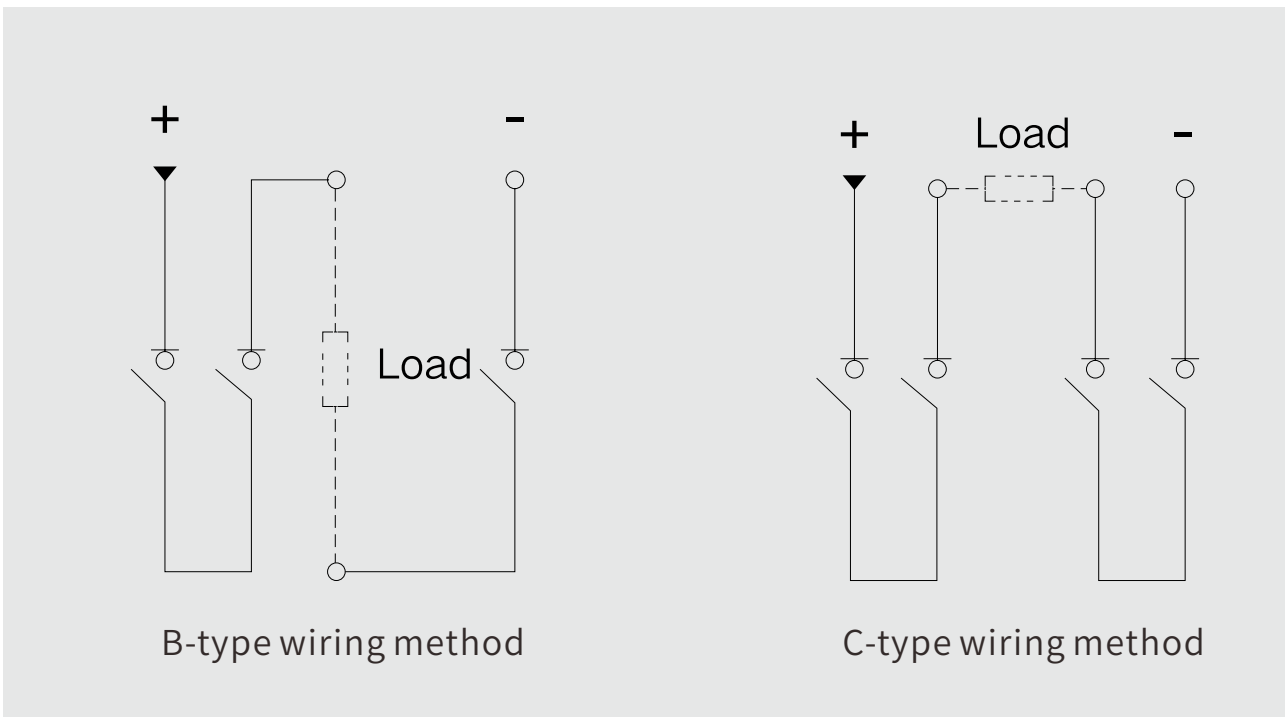 +
-
Load
B-type wiring method
+
Load
-
C-type wiring method